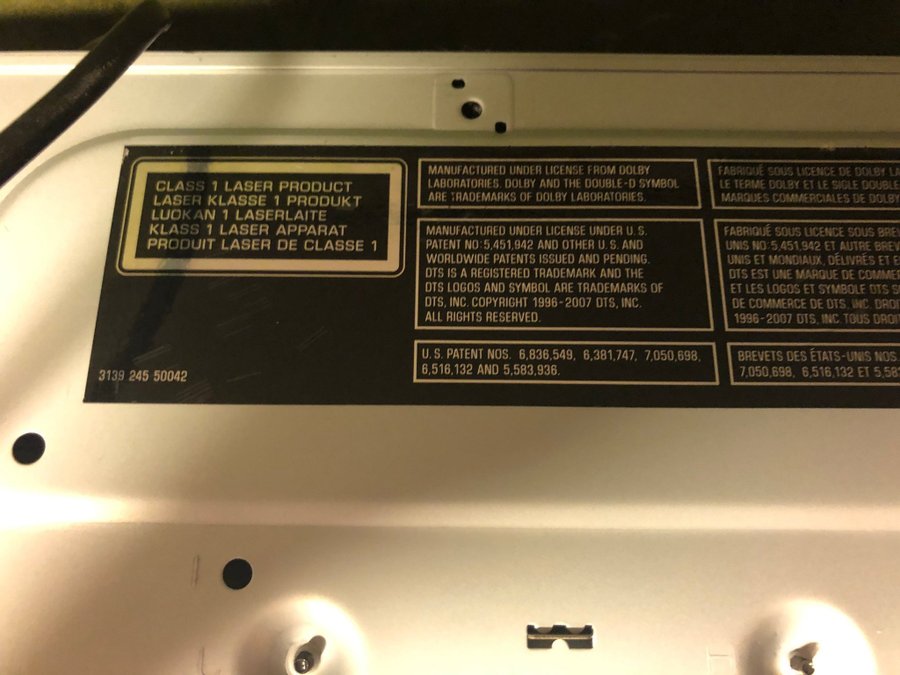 CLASS 1 LASER PRODUCT
LASER KLASSE 1 PRODUKT
LUOKAN 1 LASERLAITE
KLASS 1 LASER APPARAT
PRODUIT LASER DE CLASSE 1
3139 245 50042
MANUFACTURED UNDER LICENSE FROM DOLBY
LABORATORIES. DOLBY AND THE DOUBLE-D SYMBOL
ARE TRADEMARKS OF DOLBY LABORATORIES.
MANUFACTURED UNDER LICENSE UNDER U.S.
PATENT NO: 5,451,942 AND OTHER U.S. AND
WORLDWIDE PATENTS ISSUED AND PENDING.
DTS IS A REGISTERED TRADEMARK AND THE
DTS LOGOS AND SYMBOL ARE TRADEMARKS OF
DTS, INC. COPYRIGHT 1996-2007 DTS, INC.
ALL RIGHTS RESERVED.
U.S. PATENT NOS. 6,836,549, 6,381,747, 7,050,698,
6,516,132 AND 5,583,936.
FABRIQUÉ SOUS LICENCE DE DOLBY LA
LE TERME DOLBY ET LE SIGLE DOUBLE
MARQUES COMMERCIALES DE DOLBY
FABRIQUÉ SOUS LICENCE SOUS BREV
UNIS NO: 5,451,942 ET AUTRE BREV
UNIS ET MONDIAUX, DÉLIVRÉS ET E
DTS EST UNE MARQUE DE COMME
ET LES LOGOS ET SYMBOLE DTS S
DE COMMERCE DE DTS, INC. DROI
1996-2007 DTS, INC. TOUS DROI
BREVETS DES ÉTATS-UNIS NOS.
7,050,698, 6,516,132 ET 5,58